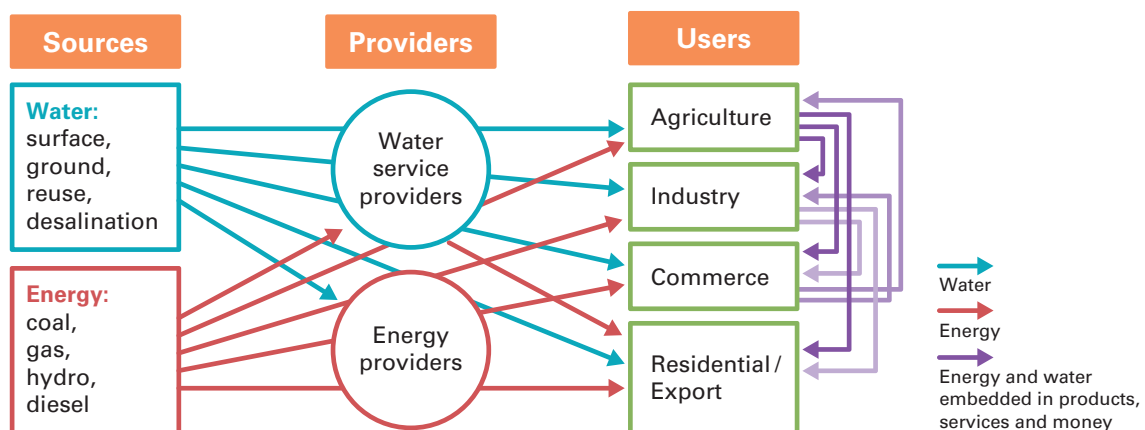 Sources
Providers
Users
Water:
surface,
ground,
reuse,
desalination
Energy:
coal,
gas,
hydro,
diesel
Water
service
providers
Energy
providers
Agriculture
Industry
Commerce
Residential /
Export
Water
Energy
Energy and water
embedded in products,
services and money